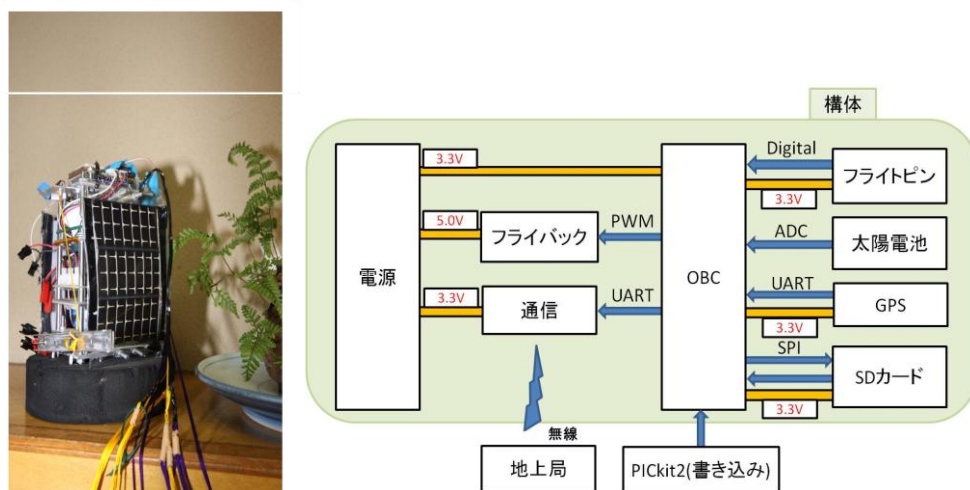 構体
Digital
3.3V
フライトピン
3.3V
5.0V
PWM
フライバック
ADC
太陽電池
電源
OBC
UART
3.3V
通信
UART
GPS
3.3V
SPI
SDカード
3.3V
無線
地上局
PICkit2(書き込み)